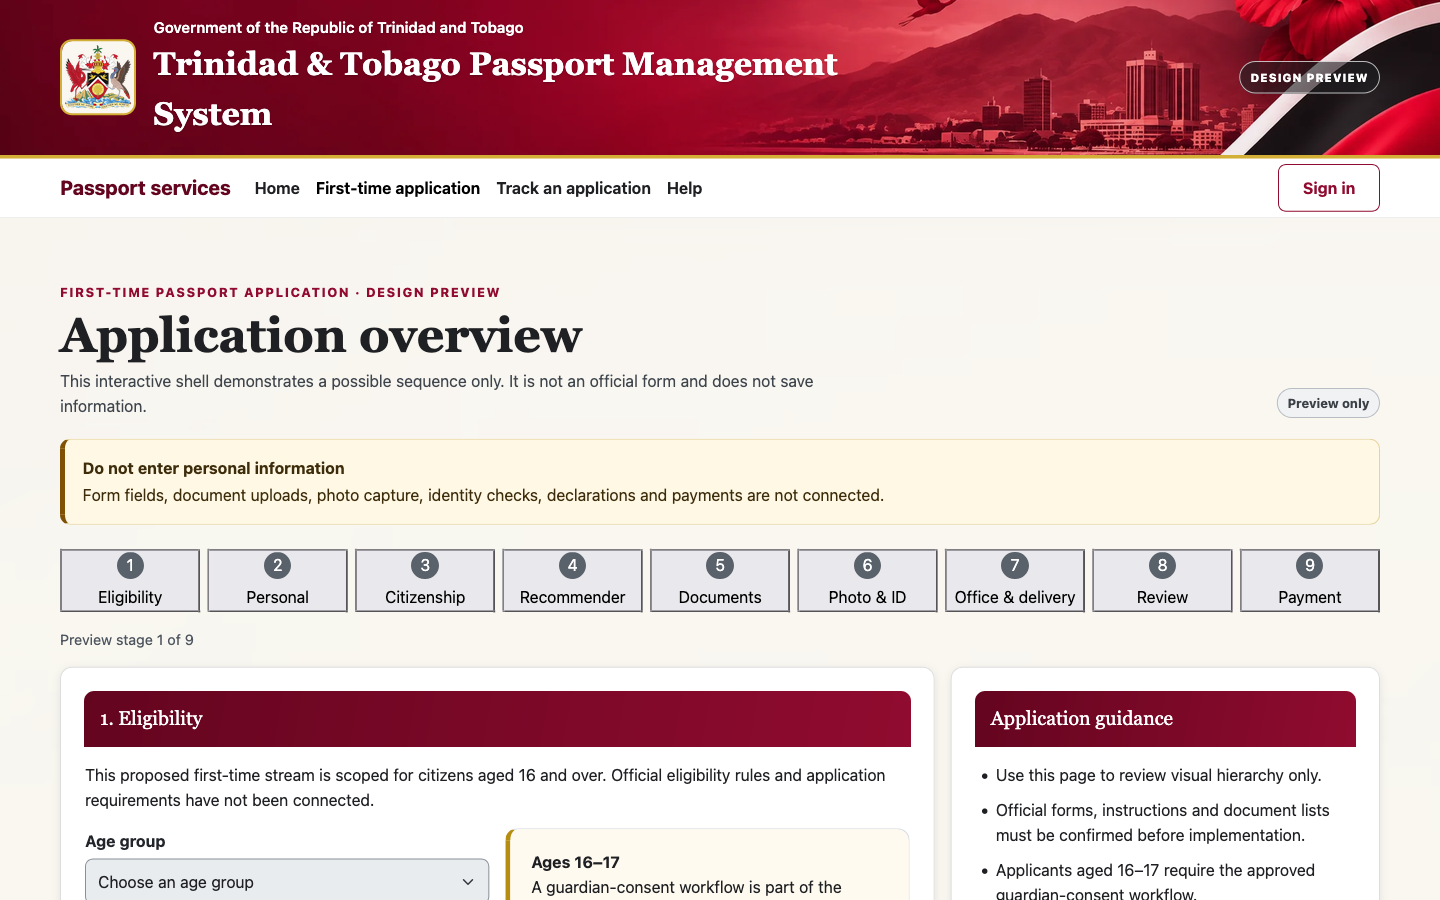 Government of the Republic of Trinidad and Tobago
Trinidad & Tobago Passport Management
System
DESIGN PREVIEW
Passport services
Home
First-time application
Track an application
Help
Sign in
FIRST-TIME PASSPORT APPLICATION · DESIGN PREVIEW
Application overview
This interactive shell demonstrates a possible sequence only. It is not an official form and does not save
information.
Preview only
Do not enter personal information
Form fields, document uploads, photo capture, identity checks, declarations and payments are not connected.
1
Eligibility
2
Personal
3
Citizenship
4
Recommender
5
Documents
6
Photo & ID
7
Office & delivery
8
Review
9
Payment
Preview stage 1 of 9
1. Eligibility
This proposed first-time stream is scoped for citizens aged 16 and over. Official eligibility rules and application
requirements have not been connected.
Age group
Choose an age group
Ages 16–17
A guardian-consent workflow is part of the
Application guidance
• Use this page to review visual hierarchy only.
• Official forms, instructions and document lists
must be confirmed before implementation.
• Applicants aged 16–17 require the approved
guardian-consent workflow.